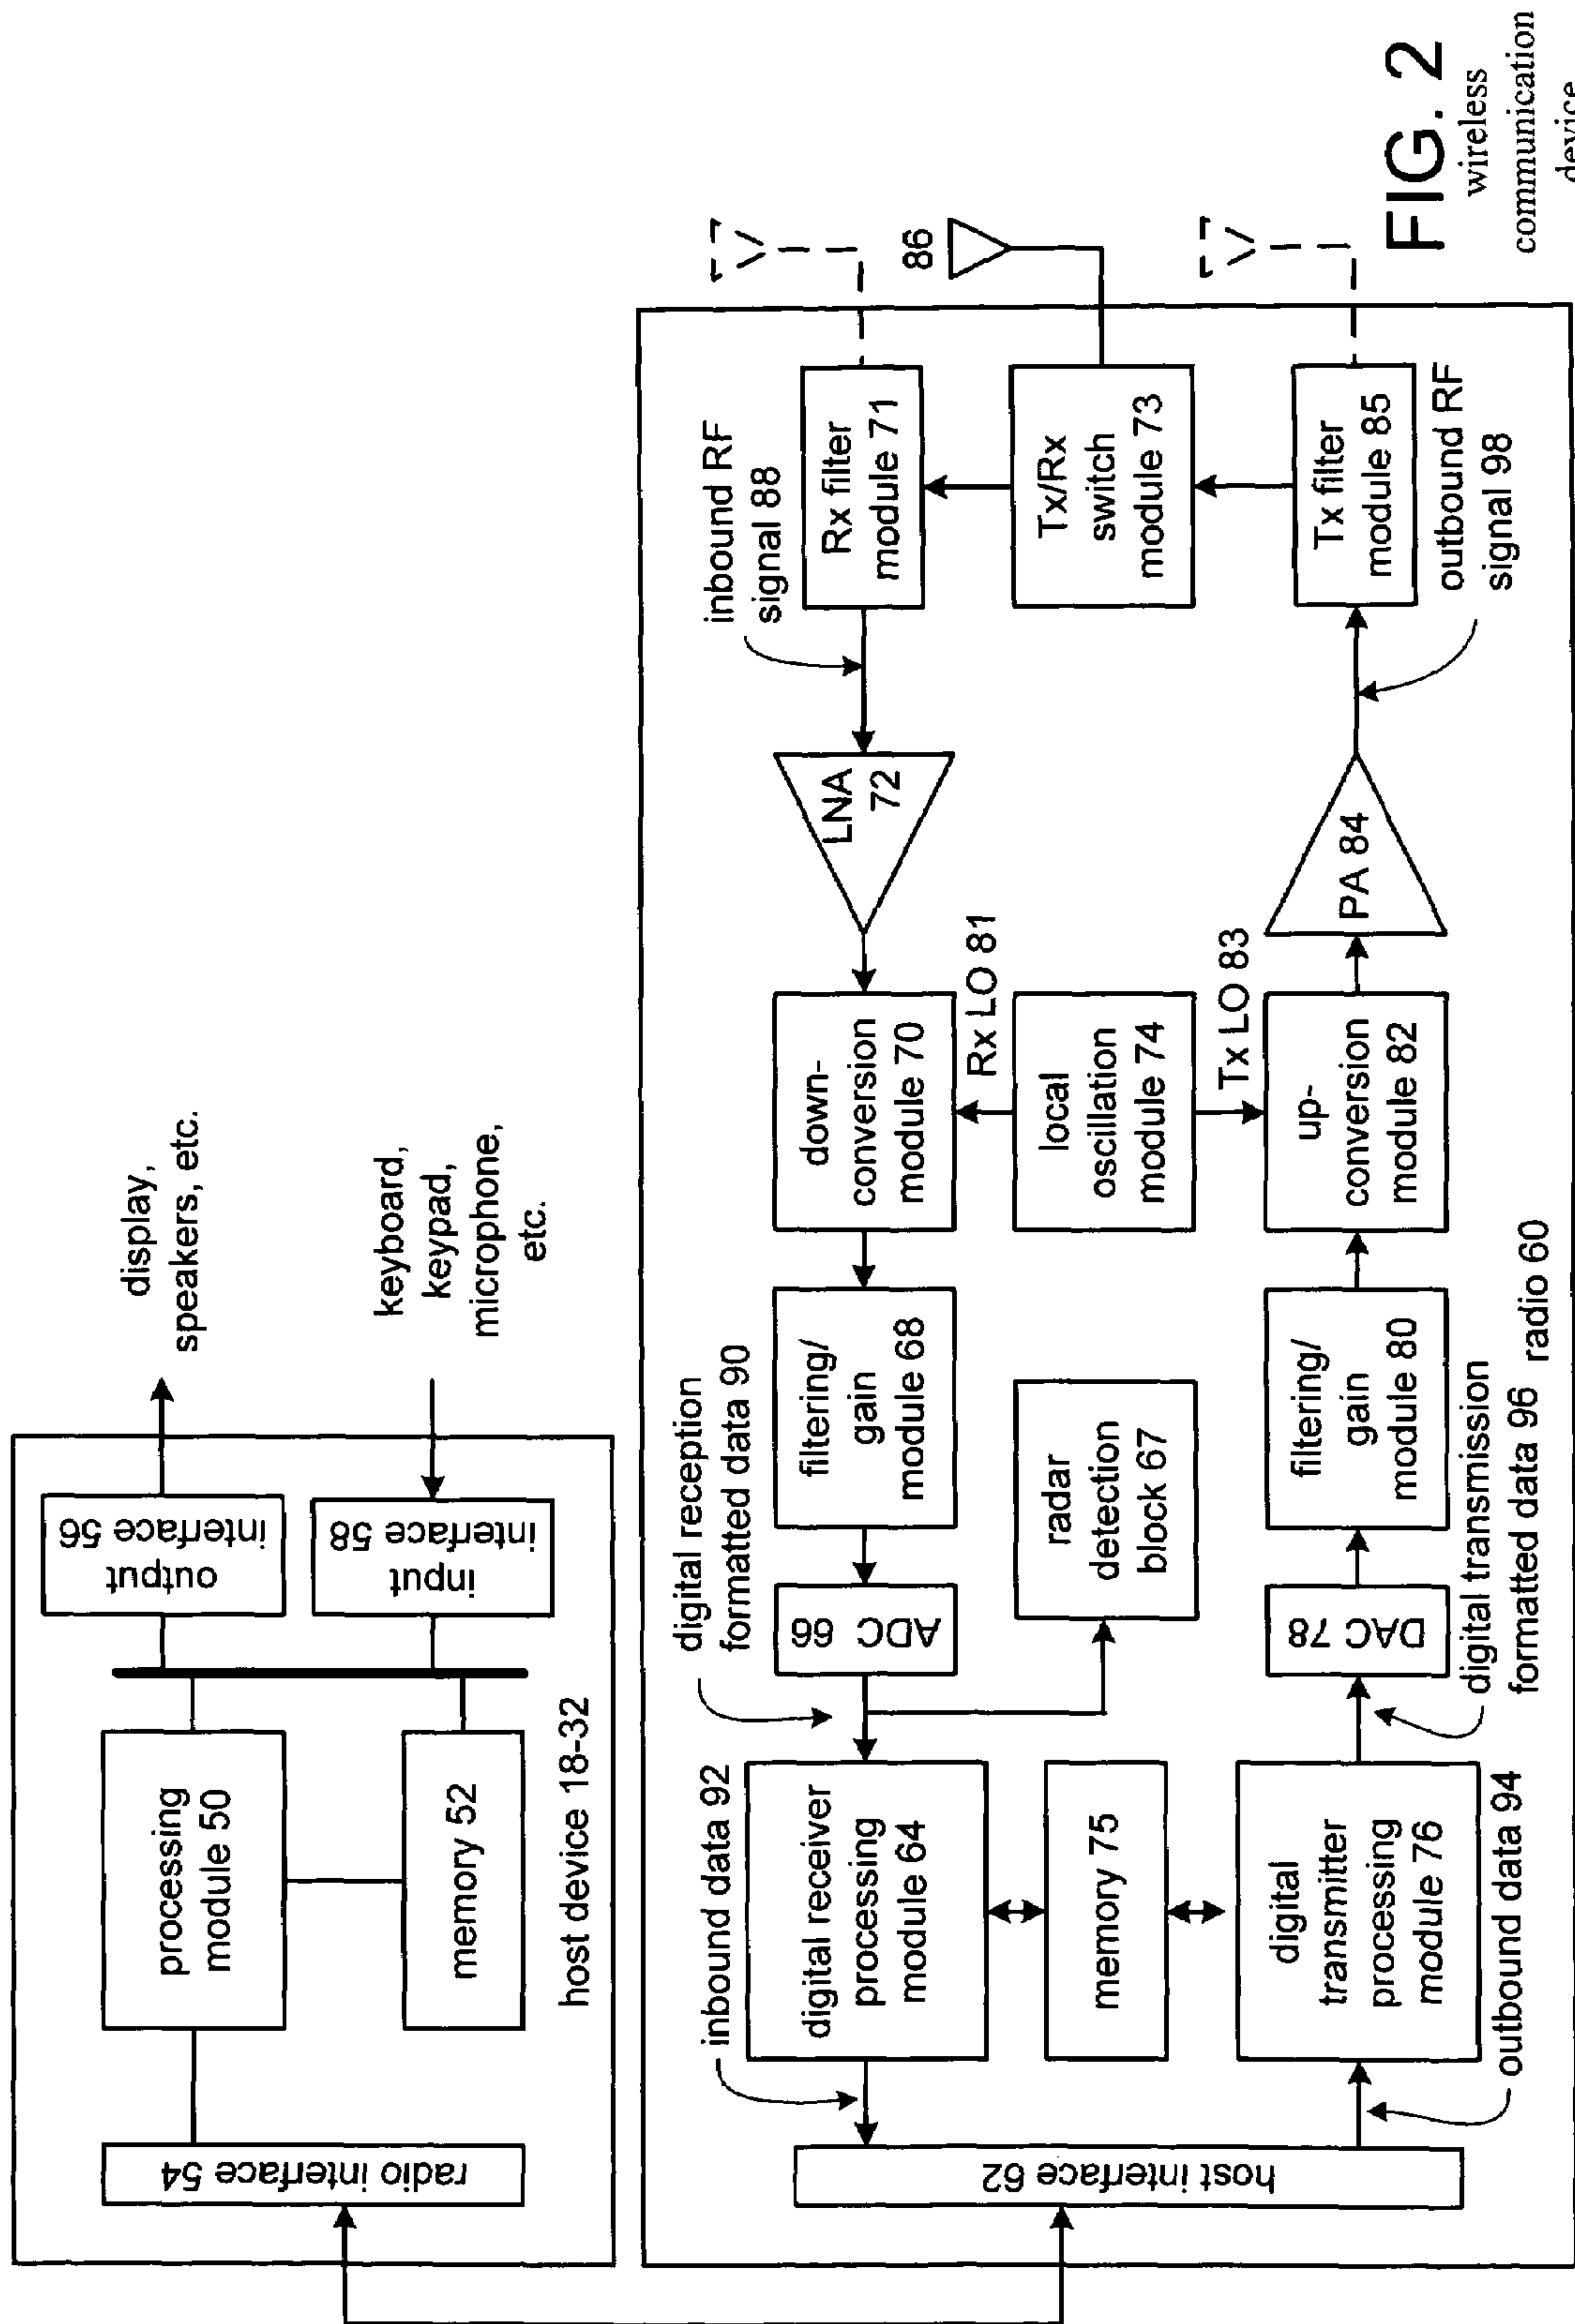 display,
speakers, etc.
keyboard,
keypad,
microphone,
etc.
output
interface 56
input
interface 58
processing
module 50
memory 52
radio interface 54
host device 18-32
86
inbound RF
signal 88
Rx filter
module 71
LNA
72
down-
conversion
module 70
filtering/
gain
module 68
digital reception
formatted data 90
ADC 66
inbound data 92
digital receiver
processing
module 64
Tx/Rx
switch
module 73
Rx LO 81
local
oscillation
module 74
Tx LO 83
radar
detection
block 67
memory 75
host interface 62
digital
transmitter
processing
module 76
outbound data 94
DAC 78
digital transmission
formatted data 96
filtering/
gain
module 80
up-
conversion
module 82
PA 84
Tx filter
module 85
outbound RF
signal 98
radio 60
FIG. 2
wireless
communication
device